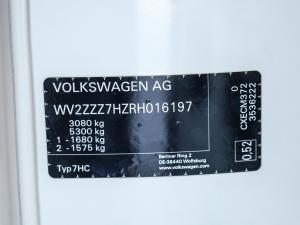 VOLKSWAGEN AG
WV2ZZZ7HZRH016197
3080 kg
5300 kg
1 - 1680 kg
2 - 1575 kg
Typ7HC
Berliner Ring 2
DE-38440 Wolfsburg
www.volkswagen.com
CXECM372 0
3536222
0,52